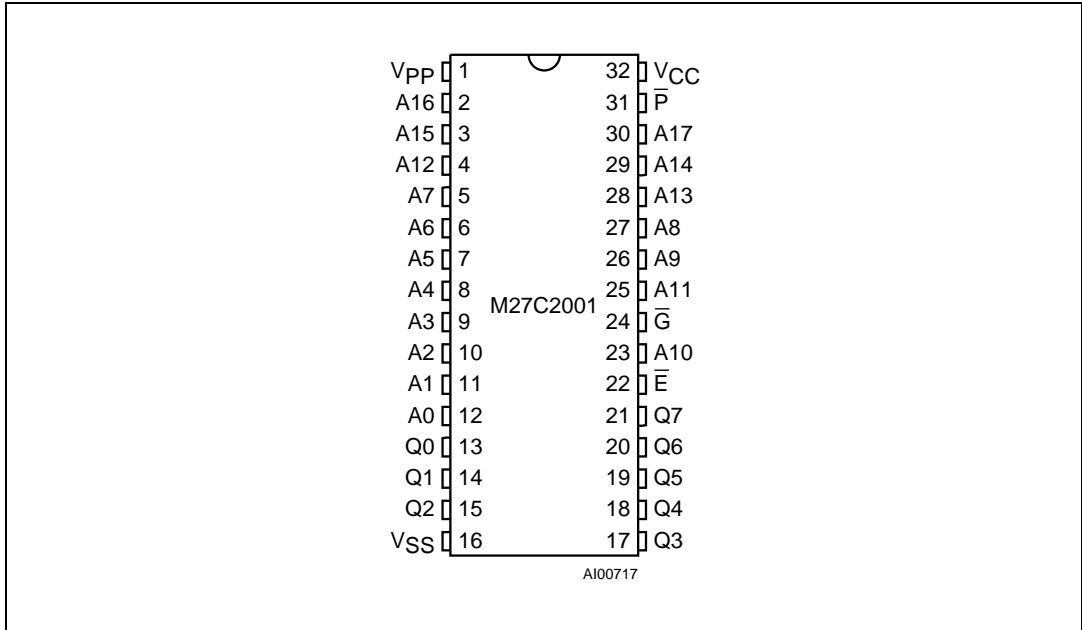 VPP 1 32 VCC
A16 2 31 P̅
A15 3 30 A17
A12 4 29 A14
A7 5 28 A13
A6 6 27 A8
A5 7 26 A9
A4 8 25 A11
M27C2001
A3 9 24 G̅
A2 10 23 A10
A1 11 22 E̅
A0 12 21 Q7
Q0 13 20 Q6
Q1 14 19 Q5
Q2 15 18 Q4
VSS 16 17 Q3
AI00717